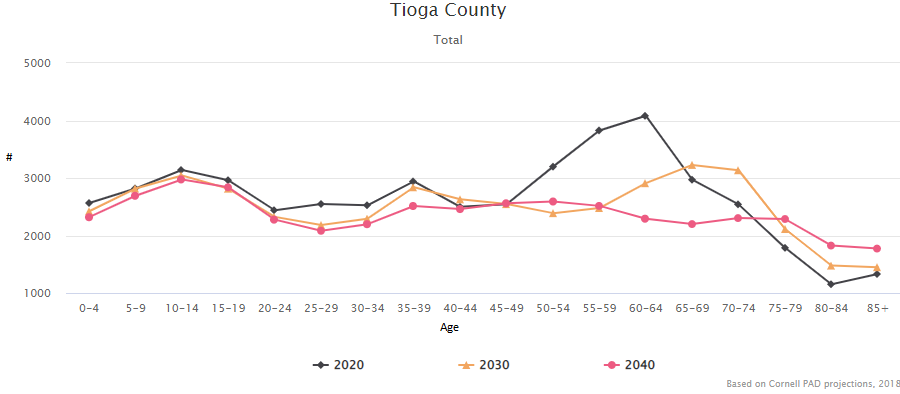 Tioga County
Total
5000
4000
#
3000
2000
1000
0–4 5–9 10–14 15–19 20–24 25–29 30–34 35–39 40–44 45–49 50–54 55–59 60–64 65–69 70–74 75–79 80–84 85+
Age
2020 2030 2040
Based on Cornell PAD projections, 2018